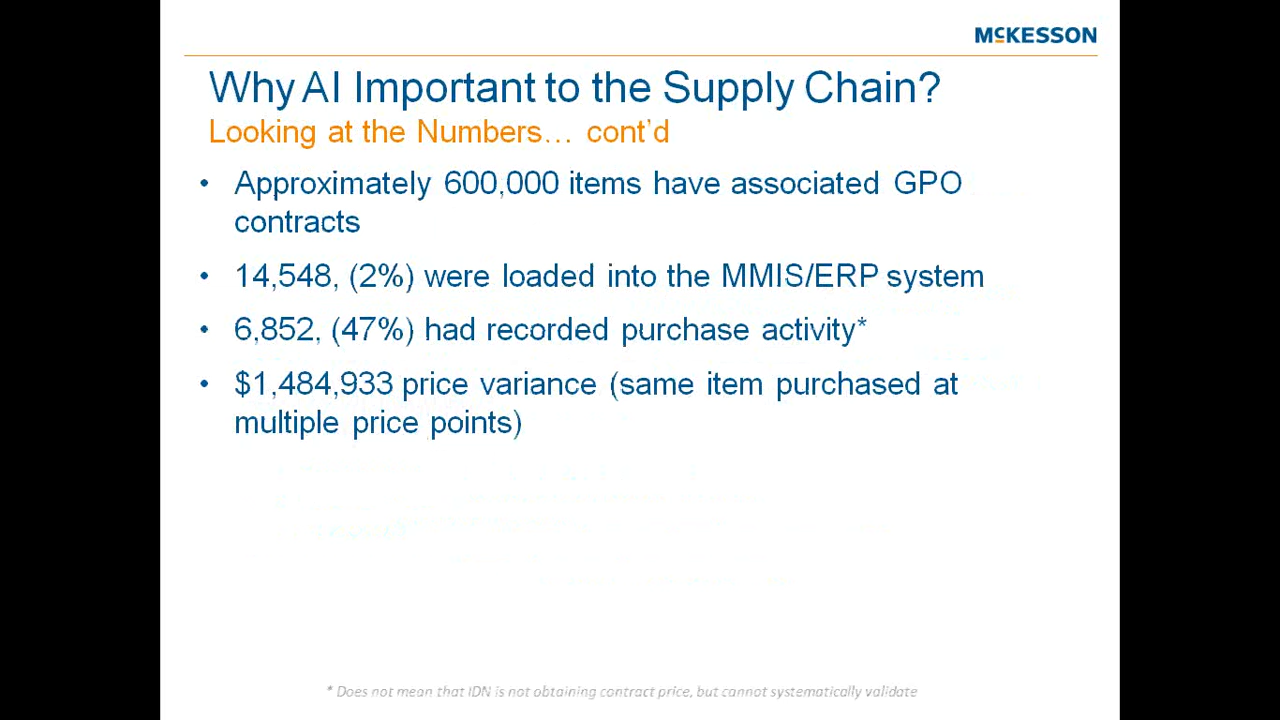 McKESSON
Why AI Important to the Supply Chain?
Looking at the Numbers… cont’d
• Approximately 600,000 items have associated GPO
contracts
• 14,548, (2%) were loaded into the MMIS/ERP system
• 6,852, (47%) had recorded purchase activity*
• $1,484,933 price variance (same item purchased at
multiple price points)
* Does not mean that IDN is not obtaining contract price, but cannot systematically validate